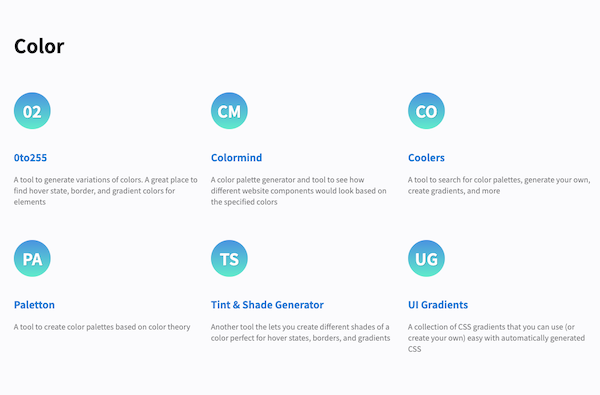 Color
02
CM
CO
0to255
Colormind
Coolers
A tool to generate variations of colors. A great place to
find hover state, border, and gradient colors for
elements
A color palette generator and tool to see how
different website components would look based on
the specified colors
A tool to search for color palettes, generate your own,
create gradients, and more
PA
TS
UG
Paletton
Tint & Shade Generator
UI Gradients
A tool to create color palettes based on color theory
Another tool the lets you create different shades of a
color perfect for hover states, borders, and gradients
A collection of CSS gradients that you can use (or
create your own) easy with automatically generated
CSS